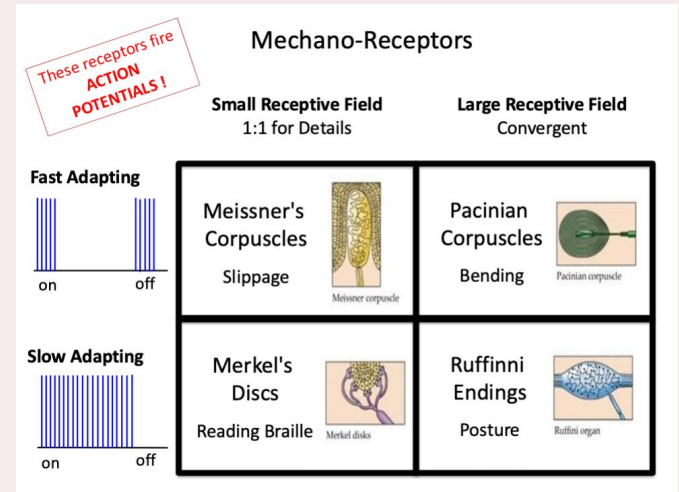 These receptors fire
ACTION
POTENTIALS !
Mechano-Receptors
Small Receptive Field
1:1 for Details
Large Receptive Field
Convergent
Fast Adapting
on
off
Meissner's
Corpuscles
Slippage
Meissner corpuscle
Pacinian
Corpuscles
Bending
Pacinian corpuscle
Slow Adapting
on
off
Merkel's
Discs
Reading Braille
Merkel disks
Ruffinni
Endings
Posture
Ruffini organ